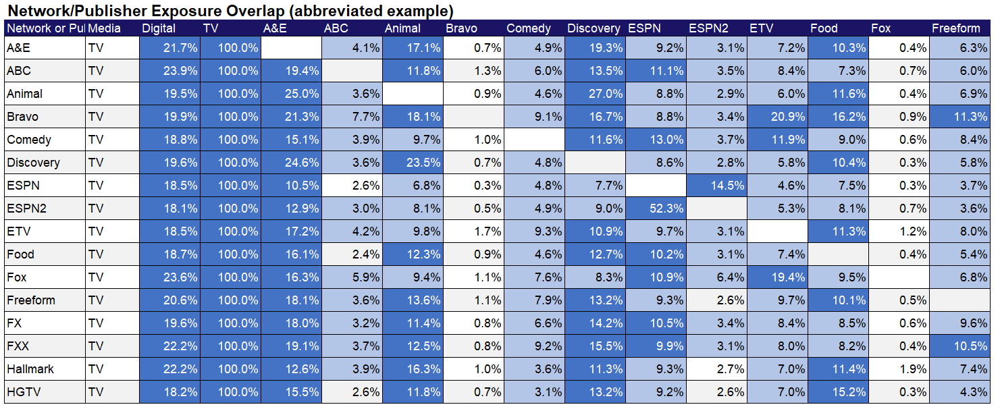 Network/Publisher Exposure Overlap (abbreviated example)
Network or Pul Media Digital TV A&E ABC Animal Bravo Comedy Discovery ESPN ESPN2 ETV Food Fox Freeform
A&E TV 21.7% 100.0% 4.1% 17.1% 0.7% 4.9% 19.3% 9.2% 3.1% 7.2% 10.3% 0.4% 6.3%
ABC TV 23.9% 100.0% 19.4% 11.8% 1.3% 6.0% 13.5% 11.1% 3.5% 8.4% 7.3% 0.7% 6.0%
Animal TV 19.5% 100.0% 25.0% 3.6% 0.9% 4.6% 27.0% 8.8% 2.9% 6.0% 11.6% 0.4% 6.9%
Bravo TV 19.9% 100.0% 21.3% 7.7% 18.1% 9.1% 16.7% 8.8% 3.4% 20.9% 16.2% 0.9% 11.3%
Comedy TV 18.8% 100.0% 15.1% 3.9% 9.7% 1.0% 11.6% 13.0% 3.7% 11.9% 9.0% 0.6% 8.4%
Discovery TV 19.6% 100.0% 24.6% 3.6% 23.5% 0.7% 4.8% 8.6% 2.8% 5.8% 10.4% 0.3% 5.8%
ESPN TV 18.5% 100.0% 10.5% 2.6% 6.8% 0.3% 4.8% 7.7% 14.5% 4.6% 7.5% 0.3% 3.7%
ESPN2 TV 18.1% 100.0% 12.9% 3.0% 8.1% 0.5% 4.9% 9.0% 52.3% 5.3% 8.1% 0.7% 3.6%
ETV TV 18.5% 100.0% 17.2% 4.2% 9.8% 1.7% 9.3% 10.9% 9.7% 3.1% 11.3% 1.2% 8.0%
Food TV 18.7% 100.0% 16.1% 2.4% 12.3% 0.9% 4.6% 12.7% 10.2% 3.1% 7.4% 0.4% 5.4%
Fox TV 23.6% 100.0% 16.3% 5.9% 9.4% 1.1% 7.6% 8.3% 10.9% 6.4% 19.4% 9.5% 6.8%
Freeform TV 20.6% 100.0% 18.1% 3.6% 13.6% 1.1% 7.9% 13.2% 9.3% 2.6% 9.7% 10.1% 0.5%
FX TV 19.6% 100.0% 18.0% 3.2% 11.4% 0.8% 6.6% 14.2% 10.5% 3.4% 8.4% 8.5% 0.6% 9.6%
FXX TV 22.2% 100.0% 19.1% 3.7% 12.5% 0.8% 9.2% 15.5% 9.9% 3.1% 8.0% 8.2% 0.4% 10.5%
Hallmark TV 22.2% 100.0% 12.6% 3.9% 16.3% 1.0% 3.6% 11.3% 9.3% 2.7% 7.0% 11.4% 1.9% 7.4%
HGTV TV 18.2% 100.0% 15.5% 2.6% 11.8% 0.7% 3.1% 13.2% 9.2% 2.6% 7.0% 15.2% 0.3% 4.3%